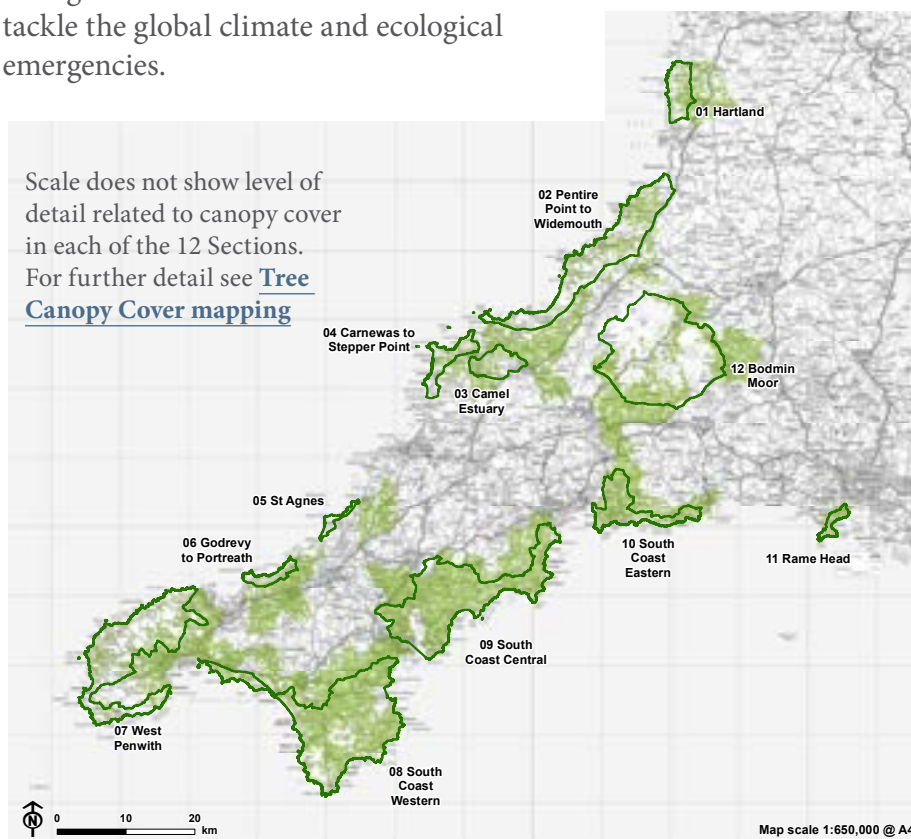 tackle the global climate and ecological
emergencies.
Scale does not show level of
detail related to canopy cover
in each of the 12 Sections.
For further detail see Tree
Canopy Cover mapping
01 Hartland
02 Pentire
Point to
Widemouth
04 Carnewas to
Stepper Point
03 Camel
Estuary
12 Bodmin
Moor
05 St Agnes
06 Godrevy
to Portreath
10 South
Coast
Eastern
11 Rame Head
09 South
Coast Central
07 West
Penwith
08 South
Coast
Western
N
0 10 20
km
Map scale 1:650,000 @ A4